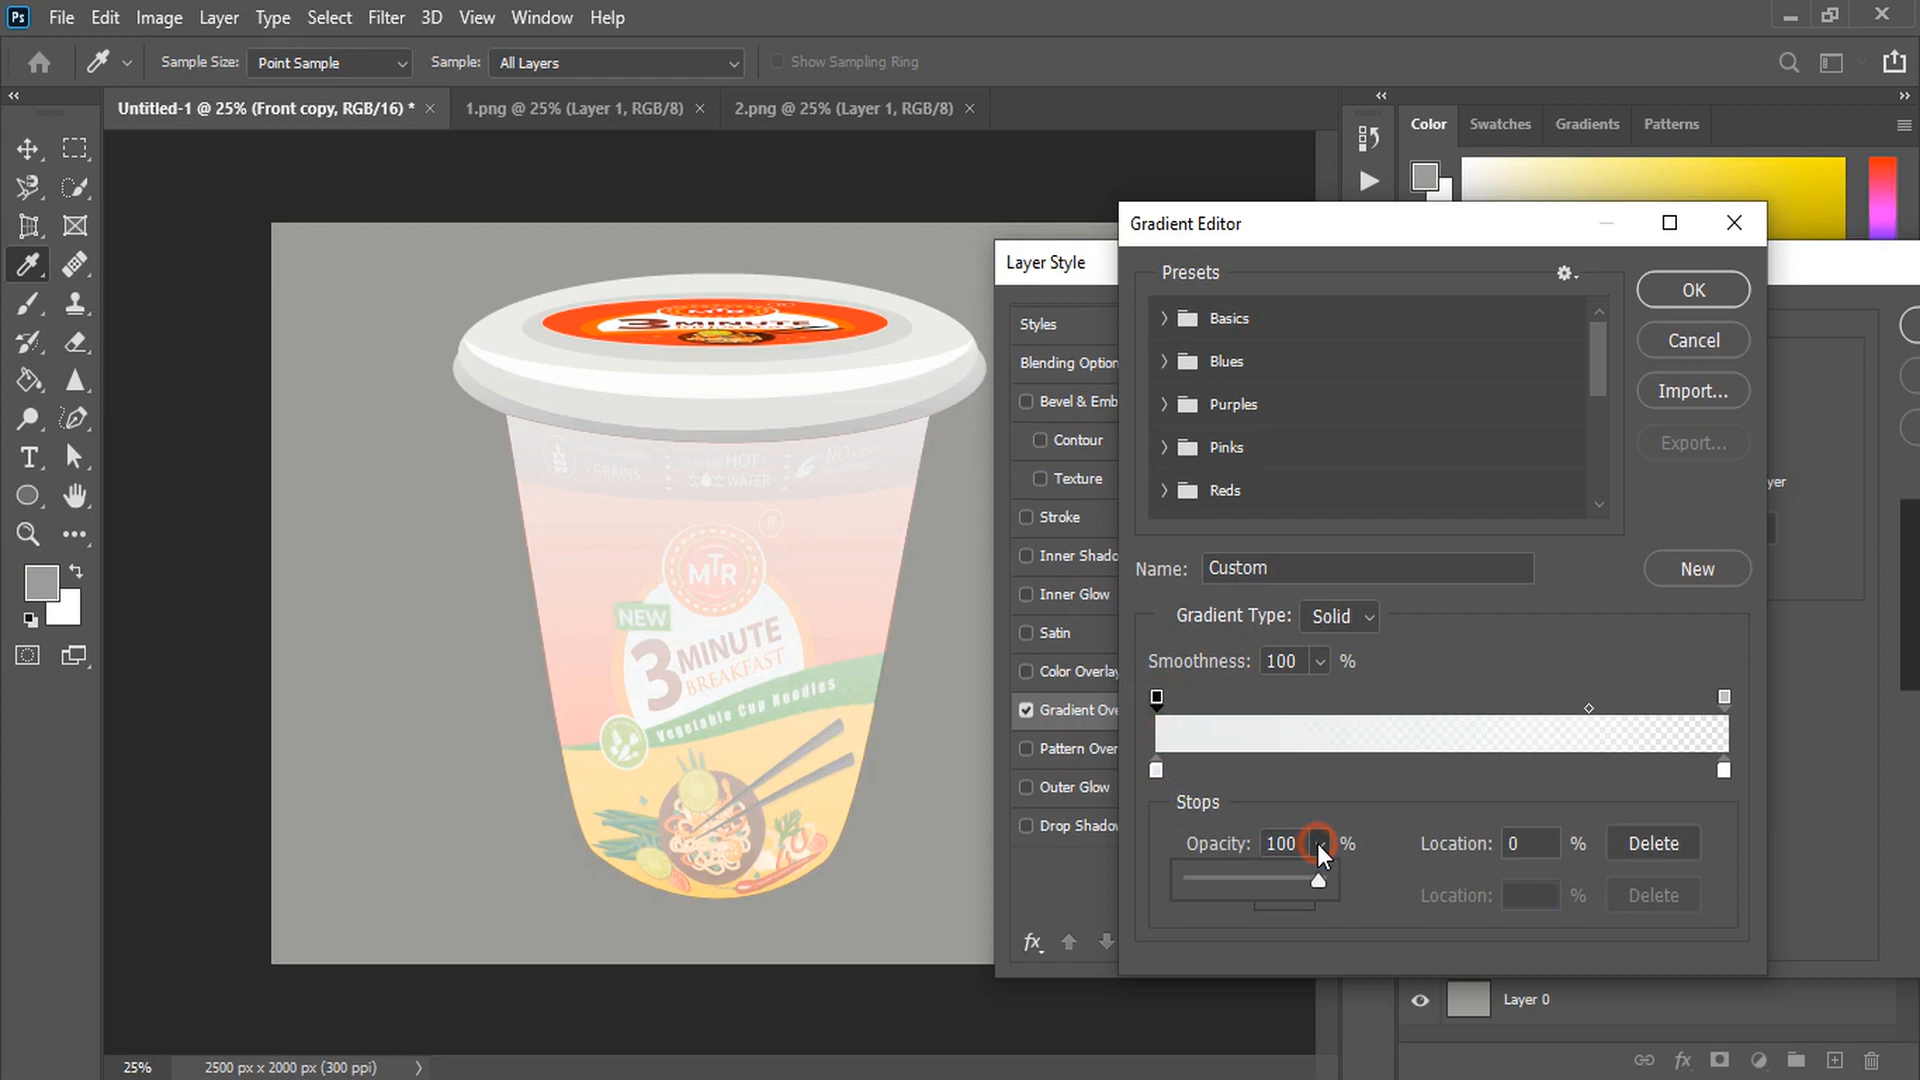 Ps File Edit Image Layer Type Select Filter 3D View Window Help
Sample Size: Point Sample Sample: All Layers Show Sampling Ring
Untitled-1 @ 25% (Front copy, RGB/16) * × 1.png @ 25% (Layer 1, RGB/8) × 2.png @ 25% (Layer 1, RGB/8) ×
Color Swatches Gradients Patterns
Gradient Editor
Layer Style
Presets
Basics
Blues
Purples
Pinks
Reds
OK
Cancel
Import...
Export...
Styles
Blending Option
Bevel & Emb
Contour
Texture
Stroke
Inner Shado
Inner Glow
Satin
Color Overlay
Gradient Ove
Pattern Over
Outer Glow
Drop Shadow
fx
yer
Name: Custom New
Gradient Type: Solid
Smoothness: 100 %
Stops
Opacity: 100 % Location: 0 % Delete
Location: % Delete
MTR
3 MINUTE
GRAINS
HOT
WATER
NO
MTR
NEW
3 MINUTE
BREAKFAST
Vegetable Cup Noodles
Layer 0
fx
25% 2500 px x 2000 px (300 ppi)